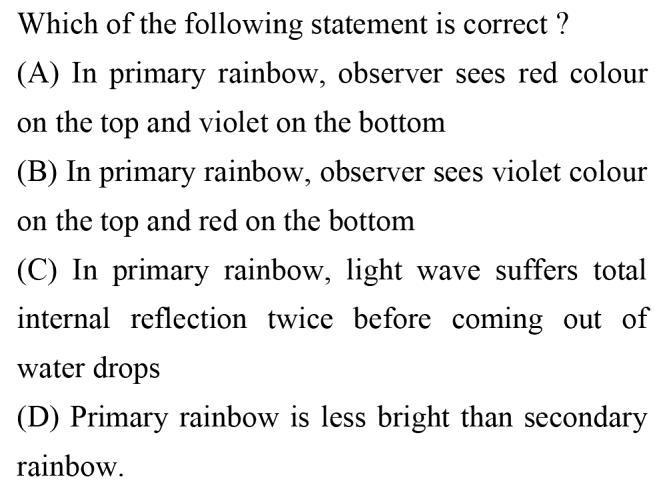 Which of the following statement is correct ?
(A) In primary rainbow, observer sees red colour
on the top and violet on the bottom
(B) In primary rainbow, observer sees violet colour
on the top and red on the bottom
(C) In primary rainbow, light wave suffers total
internal reflection twice before coming out of
water drops
(D) Primary rainbow is less bright than secondary
rainbow.